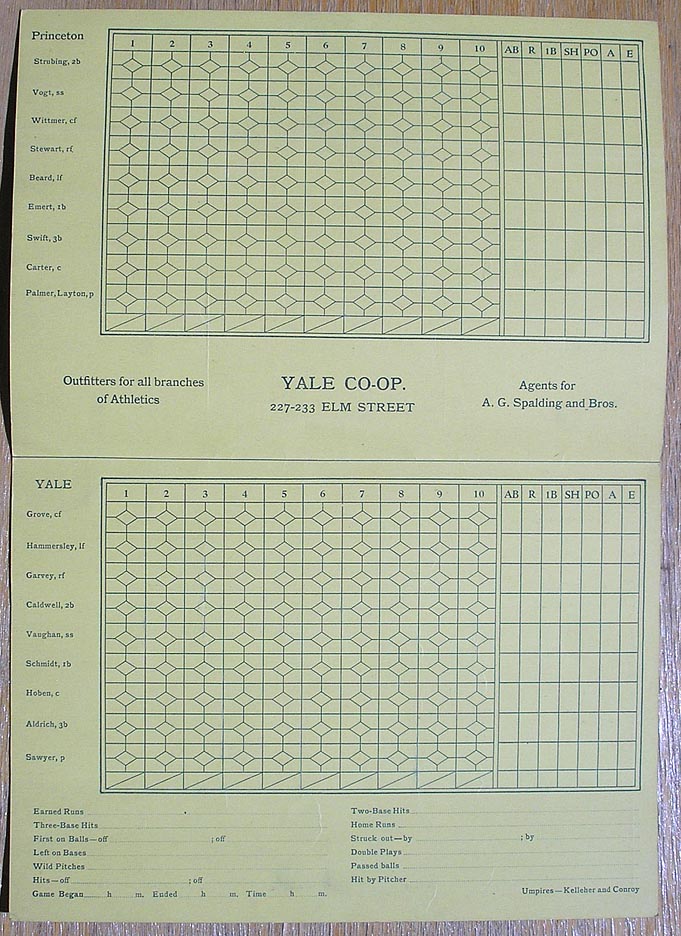 Princeton
1 2 3 4 5 6 7 8 9 10 AB R 1B SH PO A E
Strubing, 2b
Vogt, ss
Wittmer, cf
Stewart, rf
Beard, lf
Emert, 1b
Swift, 3b
Carter, c
Palmer, Layton, p
Outfitters for all branches
of Athletics
YALE CO-OP.
227-233 ELM STREET
Agents for
A. G. Spalding and Bros.
YALE
1 2 3 4 5 6 7 8 9 10 AB R 1B SH PO A E
Grove, cf
Hammersley, lf
Garvey, rf
Caldwell, 2b
Vaughan, ss
Schmidt, 1b
Hoben, c
Aldrich, 3b
Sawyer, p
Earned Runs
Three-Base Hits
First on Balls—off ; off
Left on Bases
Wild Pitches
Hits—off ; off
Game Began h m. Ended h m. Time h m.
Two-Base Hits
Home Runs
Struck out—by ; by
Double Plays
Passed balls
Hit by Pitcher
Umpires—Kelleher and Conroy